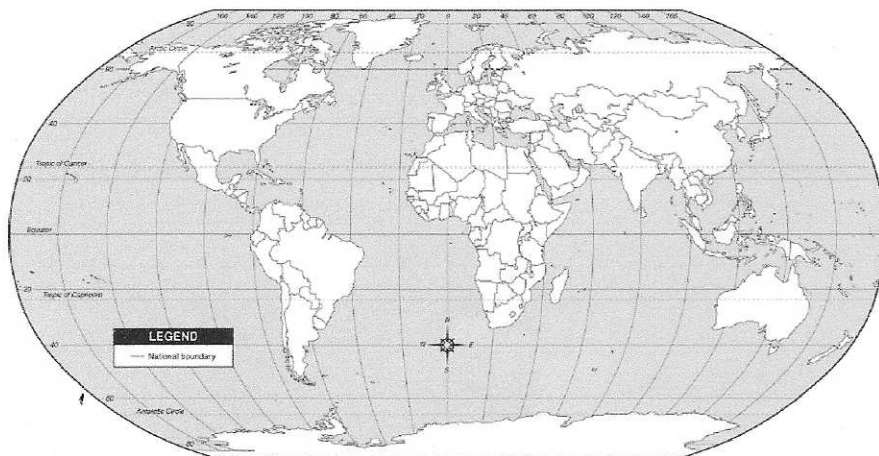 80 160 140 120 100 80 60 40 20 0 20 40 60 80 100 120 140 160
Arctic Circle
60
40
Tropic of Cancer
20
Equator
20
Tropic of Capricorn
LEGEND
National boundary
N
W E
S
40
60
Antarctic Circle
80